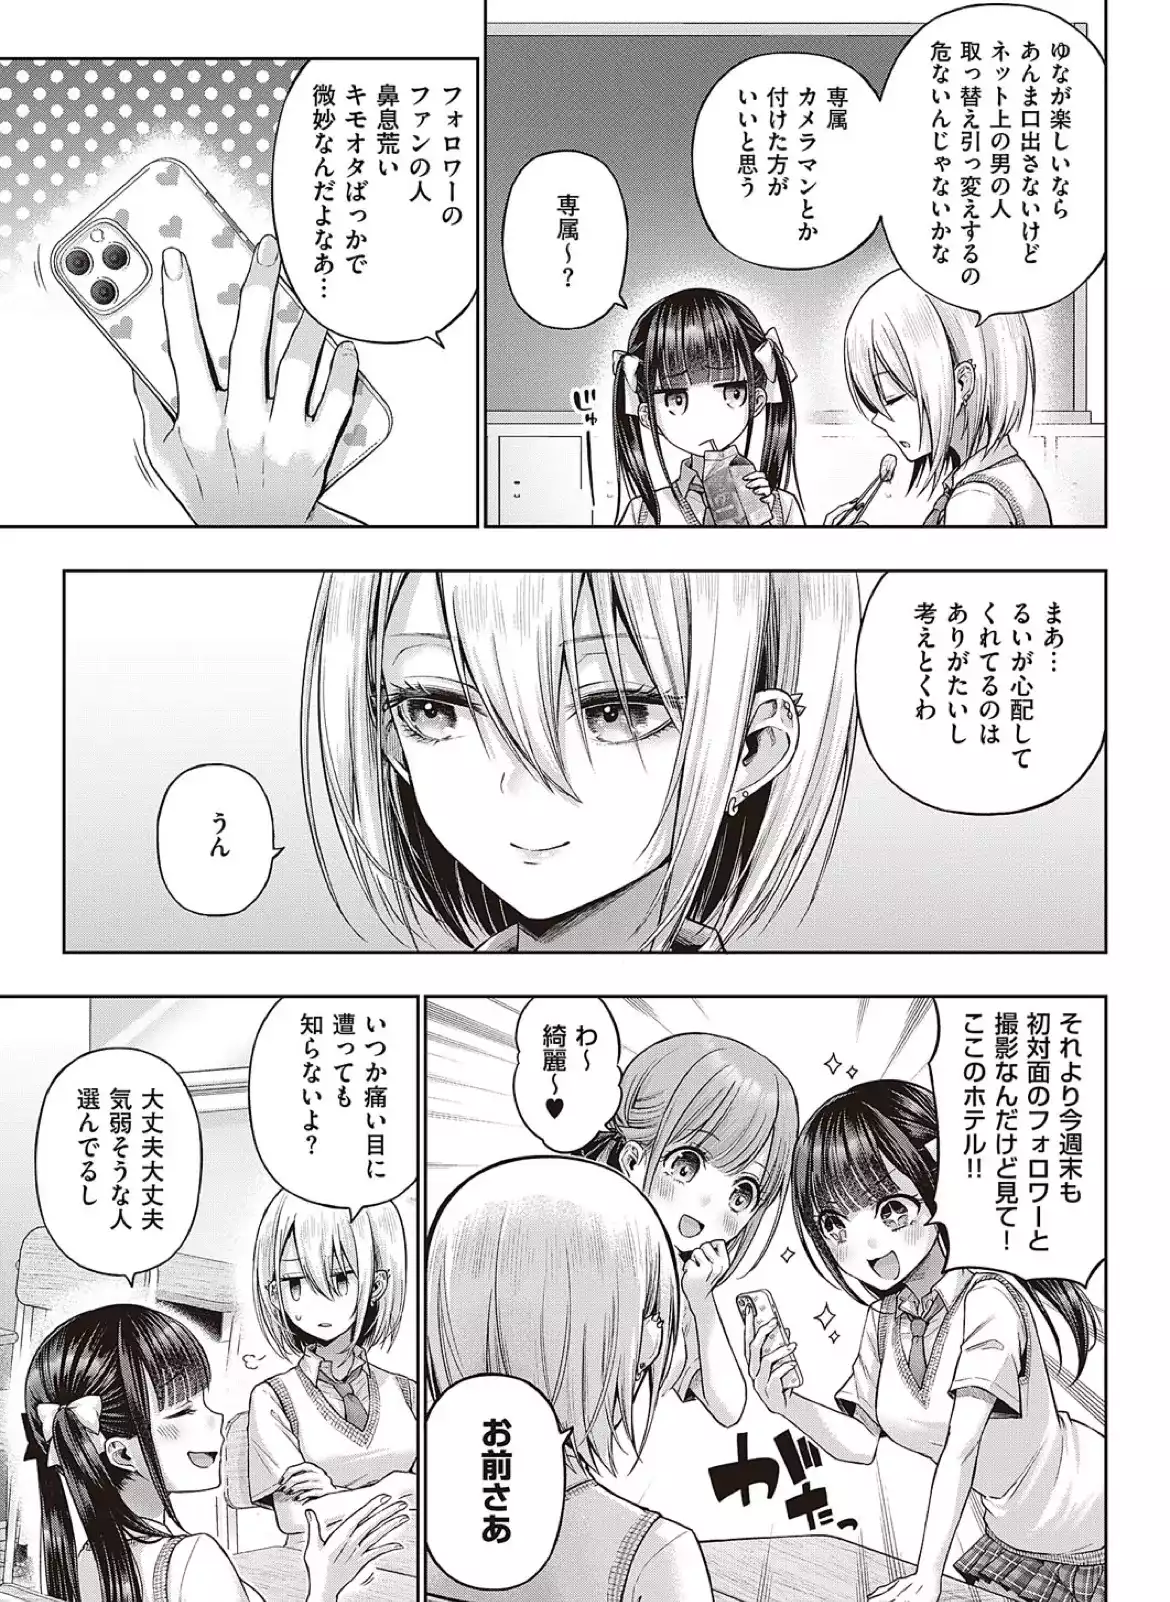 ゆなが楽しいなら
あんま口出さないけど
ネット上の男の人
取っ替え引っ変えするの
危ないんじゃないかな
専属
カメラマンとか
付けた方が
いいと思う
専属～？
じゅ
フォロワーの
ファンの人
鼻息荒い
キモオタばっかで
微妙なんだよなあ…
まあ…
るいが心配して
くれてるのは
ありがたいし
考えとくわ
うん
それより今週末も
初対面のフォロワーと
撮影なんだけど見て！
ここのホテル!!
わ～
綺麗～♥
ガタッ
お前さあ
いつか痛い目に
遭っても
知らないよ？
大丈夫大丈夫
気弱そうな人
選んでるし